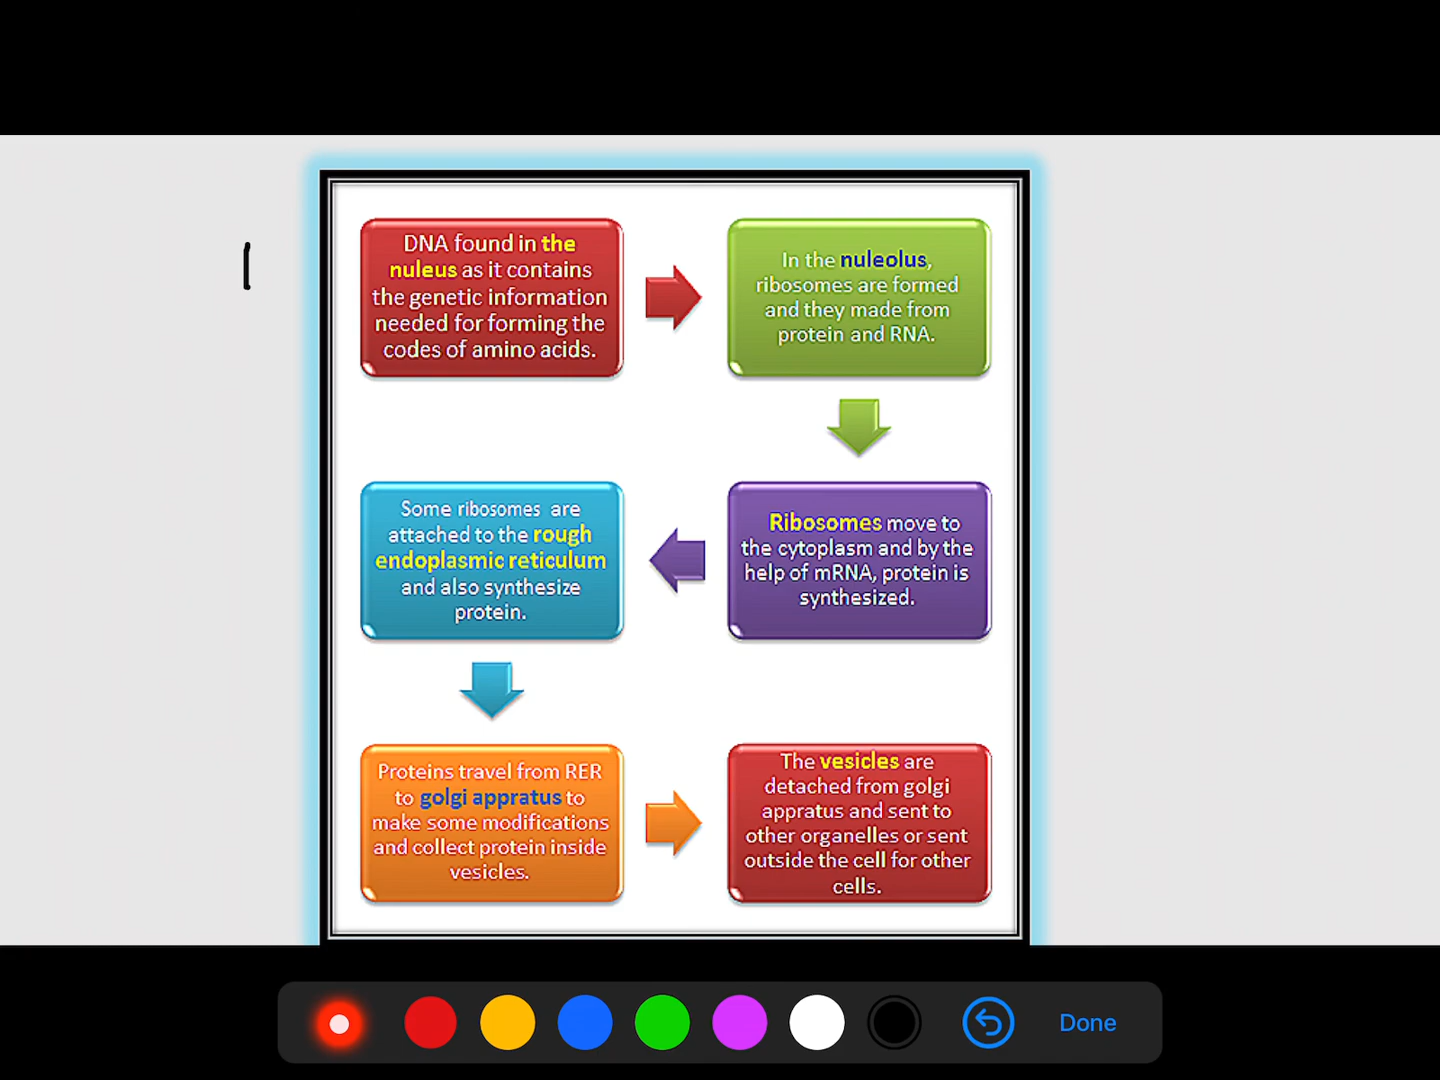 DNA found in the
nuleus as it contains
the genetic information
needed for forming the
codes of amino acids.
In the nuleolus,
ribosomes are formed
and they made from
protein and RNA.
Ribosomes move to
the cytoplasm and by the
help of mRNA, protein is
synthesized.
Some ribosomes are
attached to the rough
endoplasmic reticulum
and also synthesize
protein.
Proteins travel from RER
to golgi appratus to
make some modifications
and collect protein inside
vesicles.
The vesicles are
detached from golgi
appratus and sent to
other organelles or sent
outside the cell for other
cells.
Done